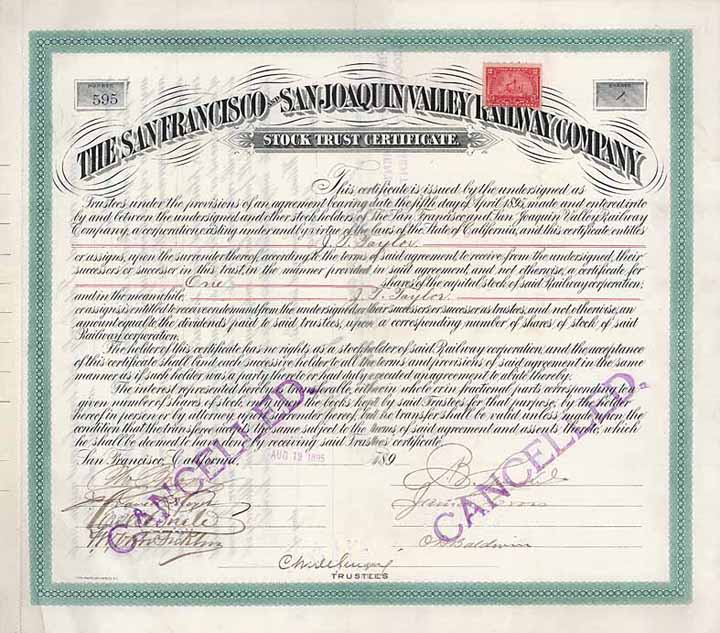 NUMBER
595
SHARES
1
THE SAN FRANCISCO AND SAN JOAQUIN VALLEY RAILWAY COMPANY
STOCK TRUST CERTIFICATE
This certificate is issued by the undersigned as
Trustees under the provisions of an agreement bearing date the fifth day of April 1895, made and entered into
by and between the undersigned and other stockholders of The San Francisco and San Joaquin Valley Railway
Company, a corporation existing under and by virtue of the laws of the State of California, and this certificate entitles
J. T. Taylor
or assigns, upon the surrender thereof, according to the terms of said agreement, to receive from the undersigned, their
successors or successor in this trust, in the manner provided in said agreement, and not otherwise, a certificate for
One shares of the capital stock of said Railway corporation;
and in the meanwhile, J. T. Taylor
or assigns is entitled to receive on demand from the undersigned or their successors or successor as trustees, and not otherwise, an
amount equal to the dividends paid to said trustees, upon a corresponding number of shares of stock of said
Railway corporation.
The holder of this certificate has no rights as a stockholder of said Railway corporation, and the acceptance
of this certificate shall bind each successive holder to all the terms and provisions of said agreement in the same
manner as if such holder was a party thereto or had duly executed an agreement to abide thereby.
The interest represented hereby is transferable, either in whole or in fractional parts corresponding to a
given number of shares of stock, upon the books kept by said Trustees for that purpose, by the holder
thereof in person or by attorney upon surrender hereof, but no transfer shall be valid unless made upon the
condition that the transferee accepts the same subject to the terms of said agreement and assents thereto, which
he shall be deemed to have done by receiving said Trustees' certificate.
San Francisco, California, AUG 19 1895 189
CANCELLED.
CANCELLED.
O. D. Baldwin
TRUSTEES